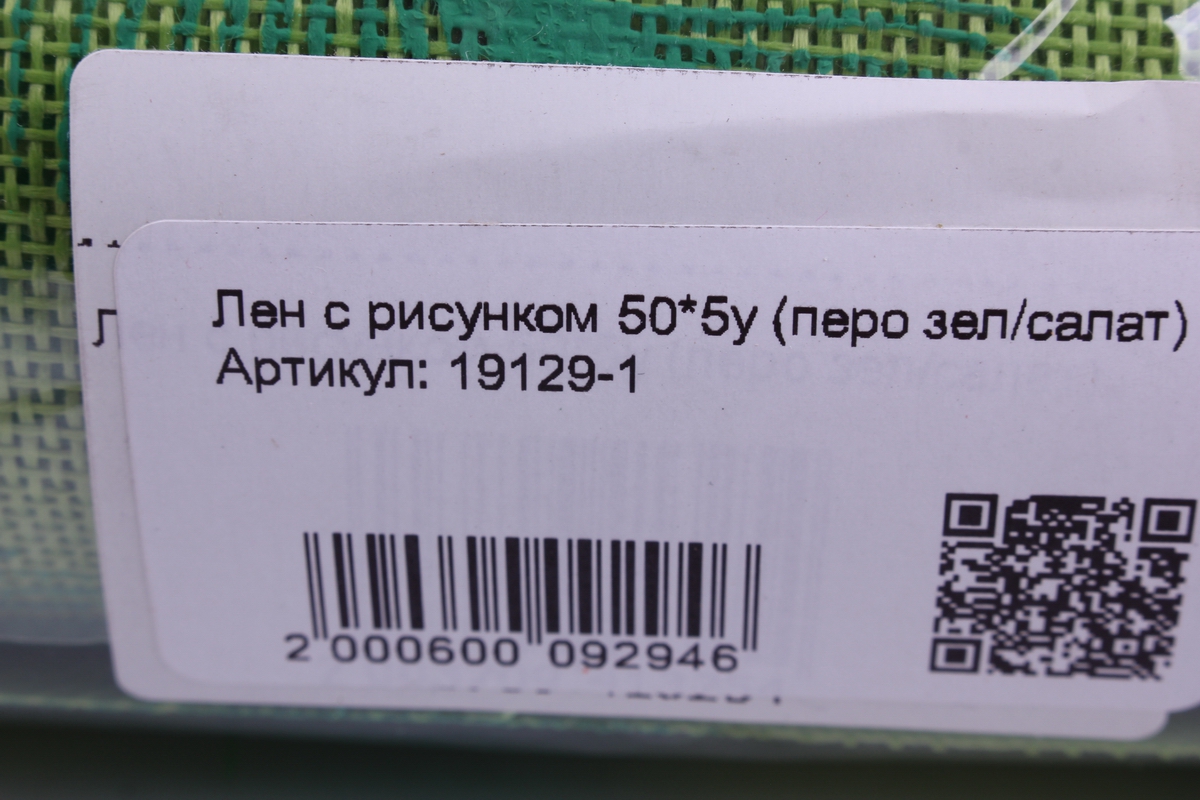 Лен с рисунком 50*5у (перо зел/салат)
Артикул: 19129-1
2 000600 092946